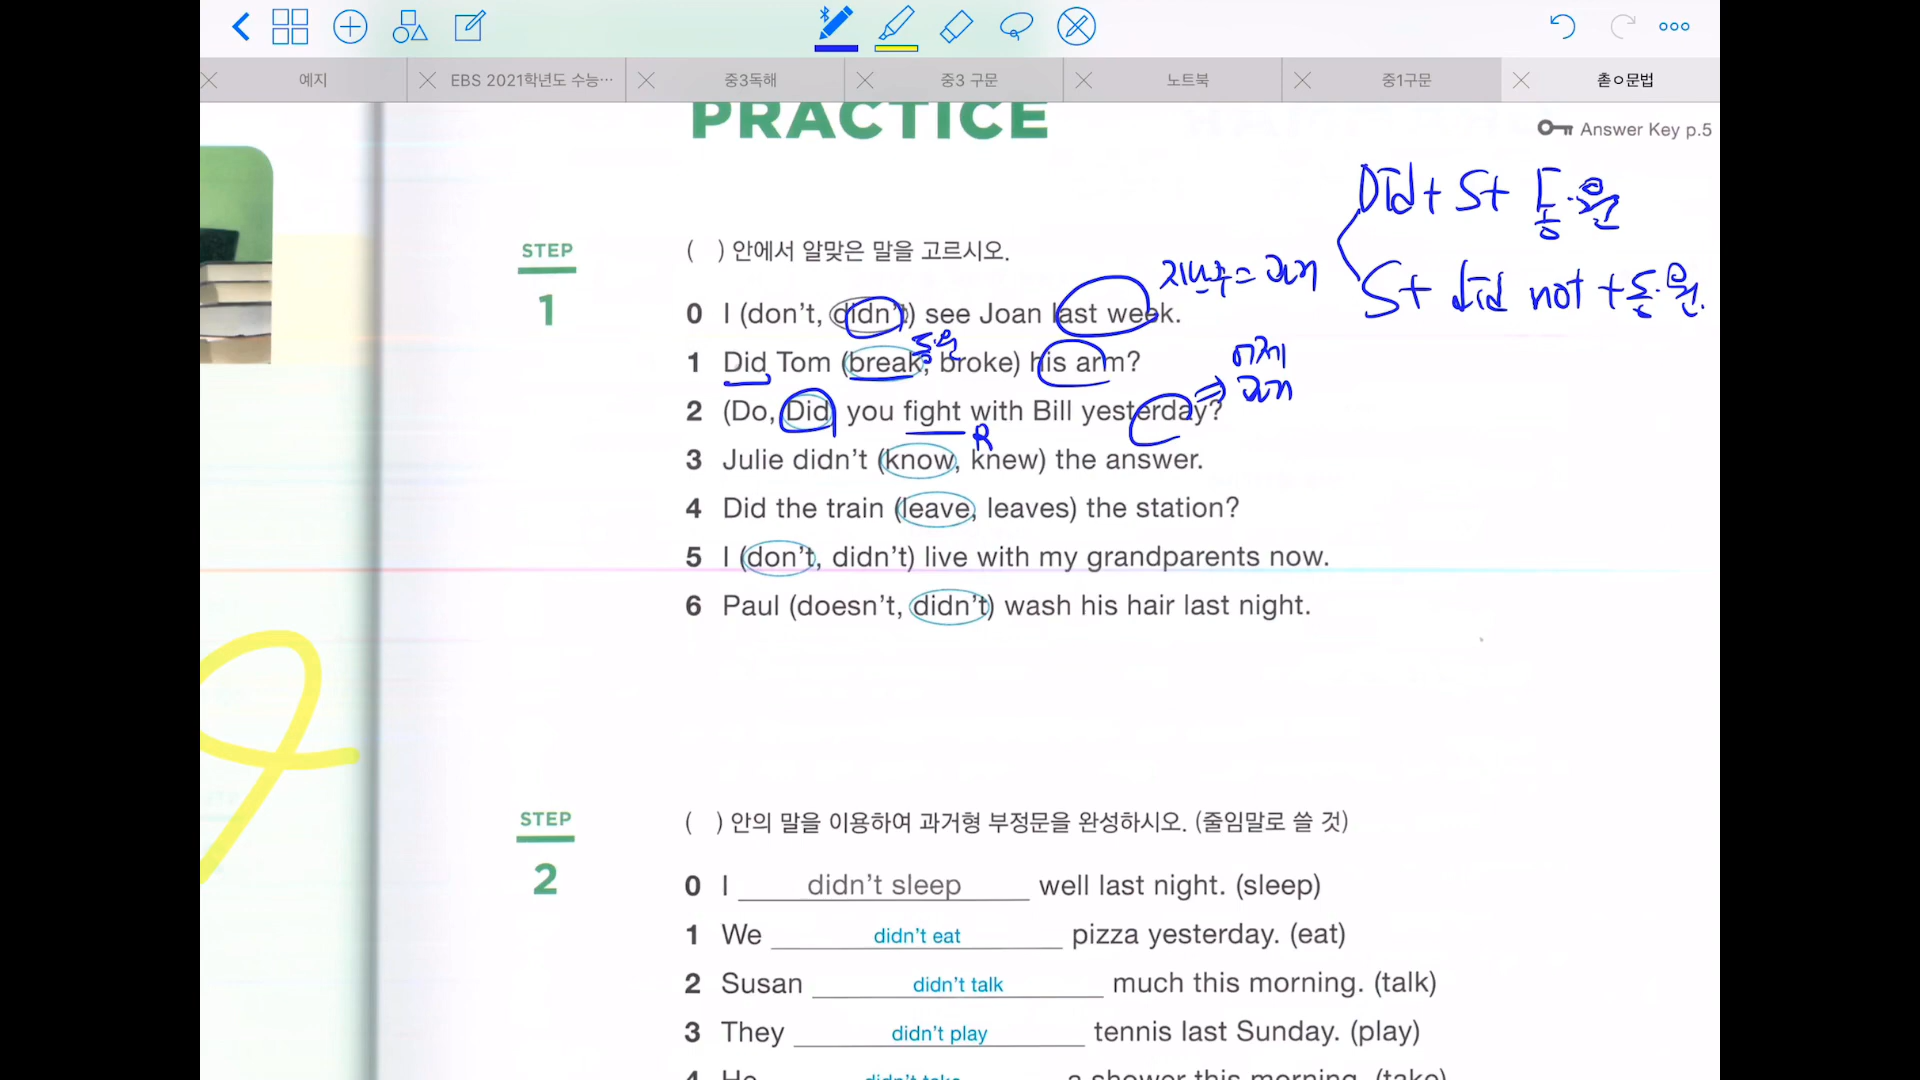 예지
EBS 2021학년도 수능…
중3독해
중3 구문
노트북
중1구문
촏ㅇ문법
PRACTICE
Answer Key p.5
Did + S + 동·원
S + did not + 동·원.
STEP
1
( ) 안에서 알맞은 말을 고르시오.
지난주 = 과거
0 I (don't, didn't) see Joan last week.
동·원
1 Did Tom (break, broke) his arm?
어제
과거
2 (Do, Did) you fight with Bill yesterday?
R
3 Julie didn't (know, knew) the answer.
4 Did the train (leave, leaves) the station?
5 I (don't, didn't) live with my grandparents now.
6 Paul (doesn't, didn't) wash his hair last night.
STEP
2
( ) 안의 말을 이용하여 과거형 부정문을 완성하시오. (줄임말로 쓸 것)
0 I didn't sleep well last night. (sleep)
1 We didn't eat pizza yesterday. (eat)
2 Susan didn't talk much this morning. (talk)
3 They didn't play tennis last Sunday. (play)
4 He didn't take a shower this morning. (take)